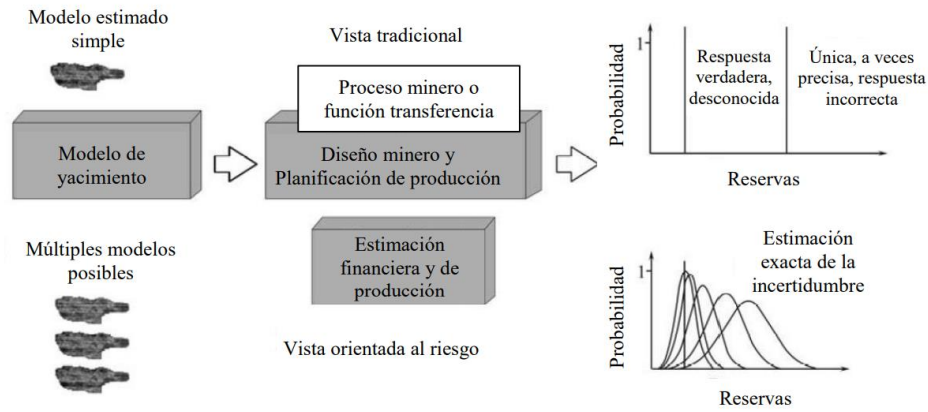 Modelo estimado
simple
Vista tradicional
Proceso minero o
función transferencia
Modelo de
yacimiento
Diseño minero y
Planificación de producción
Probabilidad
1
Respuesta
verdadera,
desconocida
Única, a veces
precisa, respuesta
incorrecta
Reservas
Múltiples modelos
posibles
Estimación
financiera y de
producción
Vista orientada al riesgo
Probabilidad
1
Estimación
exacta de la
incertidumbre
Reservas